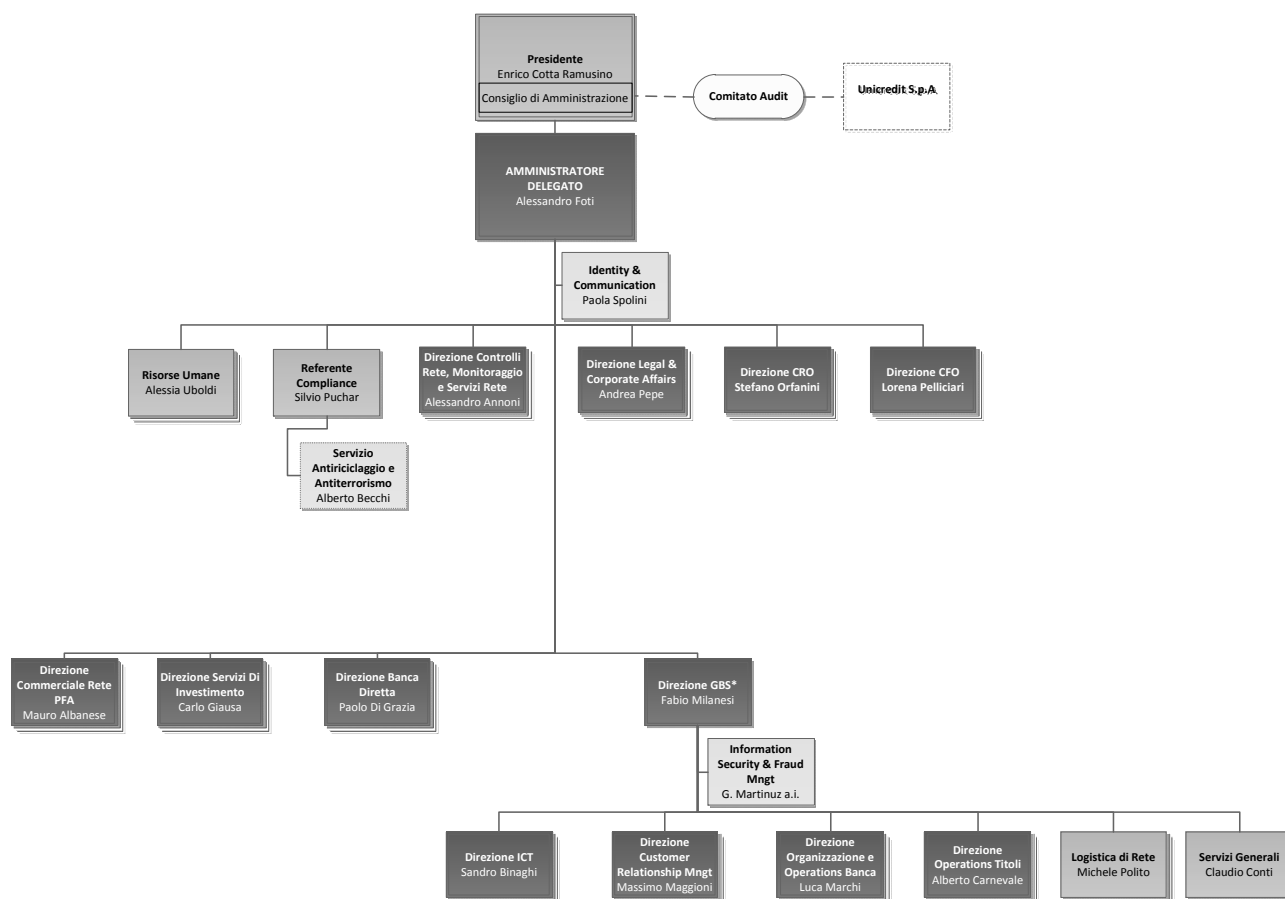 Presidente
Enrico Cotta Ramusino
Consiglio di Amministrazione
Comitato Audit
Unicredit S.p.A.
AMMINISTRATORE
DELEGATO
Alessandro Foti
Identity &
Communication
Paola Spolini
Risorse Umane
Alessia Uboldi
Referente
Compliance
Silvio Puchar
Direzione Controlli
Rete, Monitoraggio
e Servizi Rete
Alessandro Annoni
Direzione Legal &
Corporate Affairs
Andrea Pepe
Direzione CRO
Stefano Orfanini
Direzione CFO
Lorena Pelliciari
Servizio
Antiriciclaggio e
Antiterrorismo
Alberto Becchi
Direzione
Commerciale Rete
PFA
Mauro Albanese
Direzione Servizi Di
Investimento
Carlo Giausa
Direzione Banca
Diretta
Paolo Di Grazia
Direzione GBS*
Fabio Milanesi
Information
Security & Fraud
Mngt
G. Martinuz a.i.
Direzione ICT
Sandro Binaghi
Direzione
Customer
Relationship Mngt
Massimo Maggioni
Direzione
Organizzazione e
Operations Banca
Luca Marchi
Direzione
Operations Titoli
Alberto Carnevale
Logistica di Rete
Michele Polito
Servizi Generali
Claudio Conti